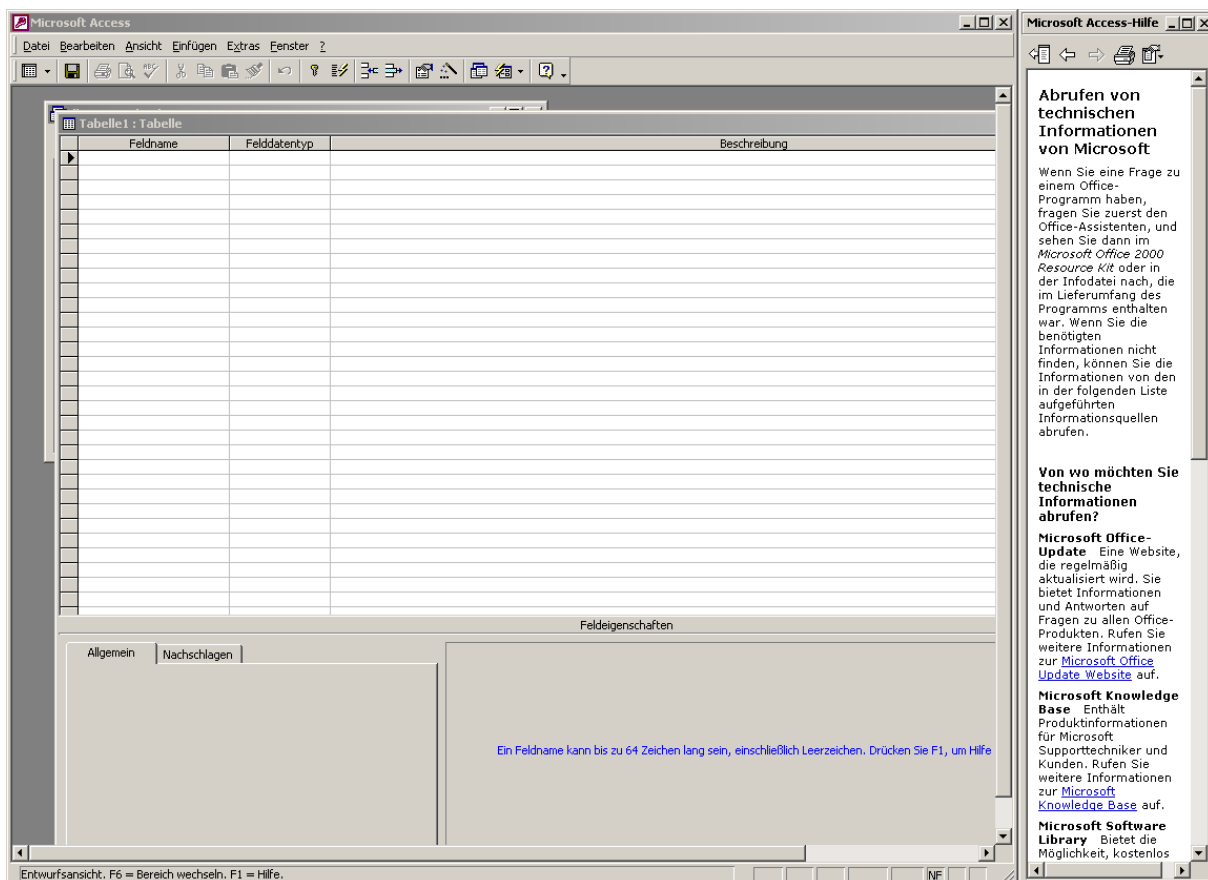 Microsoft Access
Datei Bearbeiten Ansicht Einfügen Extras Fenster ?
Tabelle1 : Tabelle
Feldname Felddatentyp Beschreibung
Feldeigenschaften
Allgemein Nachschlagen
Ein Feldname kann bis zu 64 Zeichen lang sein, einschließlich Leerzeichen. Drücken Sie F1, um Hilfe
Entwurfsansicht. F6 = Bereich wechseln. F1 = Hilfe.
NF
Microsoft Access-Hilfe
Abrufen von
technischen
Informationen
von Microsoft
Wenn Sie eine Frage zu
einem Office-
Programm haben,
fragen Sie zuerst den
Office-Assistenten, und
sehen Sie dann im
Microsoft Office 2000
Resource Kit oder in
der Infodatei nach, die
im Lieferumfang des
Programms enthalten
war. Wenn Sie die
benötigten
Informationen nicht
finden, können Sie die
Informationen von den
in der folgenden Liste
aufgeführten
Informationsquellen
abrufen.
Von wo möchten Sie
technische
Informationen
abrufen?
Microsoft Office-
Update Eine Website,
die regelmäßig
aktualisiert wird. Sie
bietet Informationen
und Antworten auf
Fragen zu allen Office-
Produkten. Rufen Sie
weitere Informationen
zur Microsoft Office
Update Website auf.
Microsoft Knowledge
Base Enthält
Produktinformationen
für Microsoft
Supporttechniker und
Kunden. Rufen Sie
weitere Informationen
zur Microsoft
Knowledge Base auf.
Microsoft Software
Library Bietet die
Möglichkeit, kostenlos